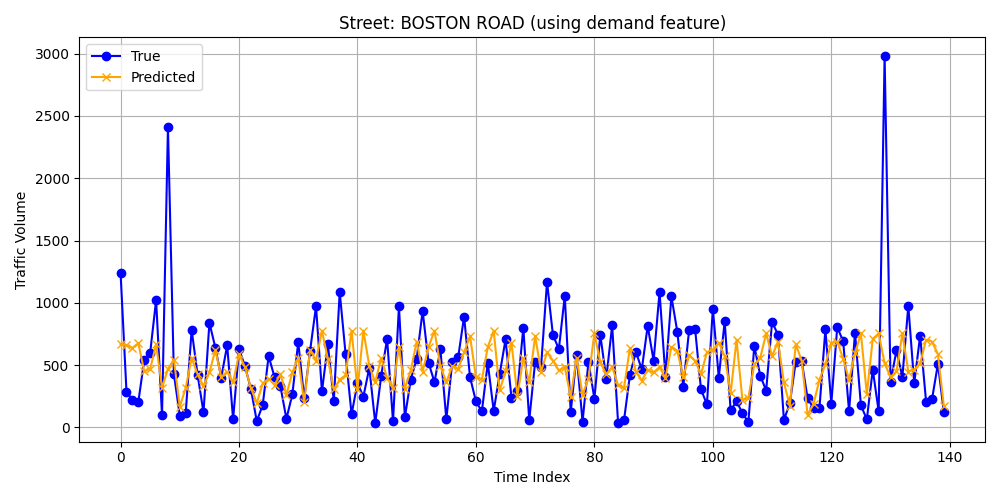 Street: BOSTON ROAD (using demand feature)
True
Predicted
3000
2500
2000
1500
1000
500
0
Traffic Volume
0 20 40 60 80 100 120 140
Time Index